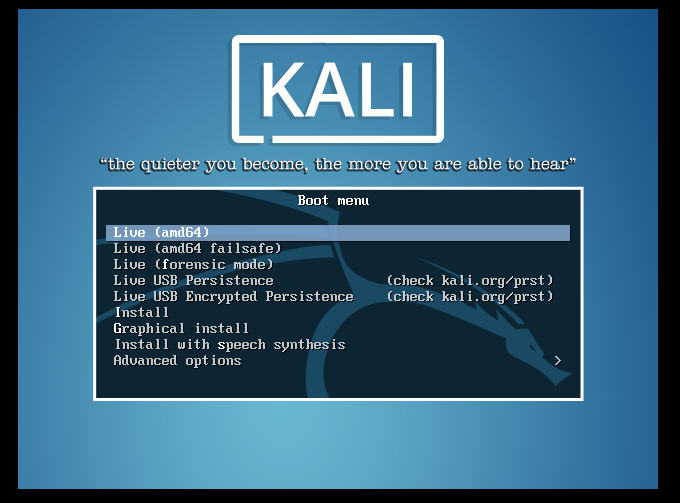 KALI
“the quieter you become, the more you are able to hear”
Boot menu
Live (amd64)
Live (amd64 failsafe)
Live (forensic mode)
Live USB Persistence (check kali.org/prst)
Live USB Encrypted Persistence (check kali.org/prst)
Install
Graphical install
Install with speech synthesis
Advanced options >